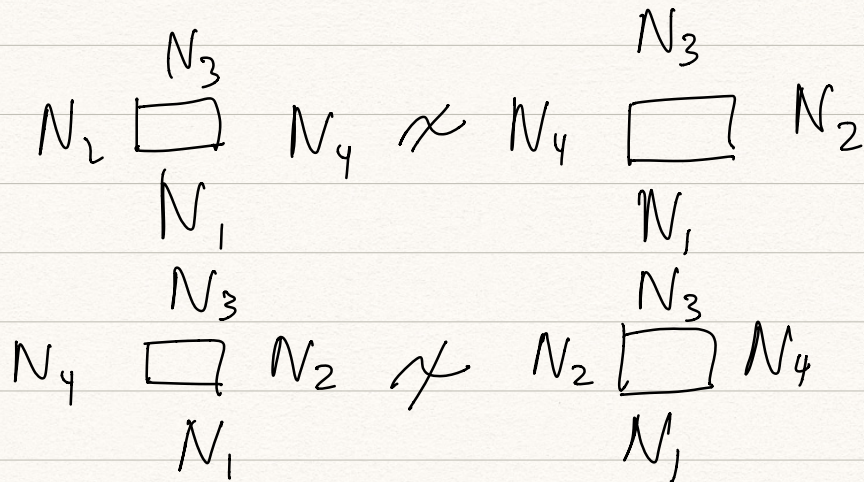 N₃ N₃
N₂ □ N₄ ≁ N₄ □ N₂
N₁ N₁
N₃ N₃
N₄ □ N₂ ≁ N₂ □ N₄
N₁ N₁